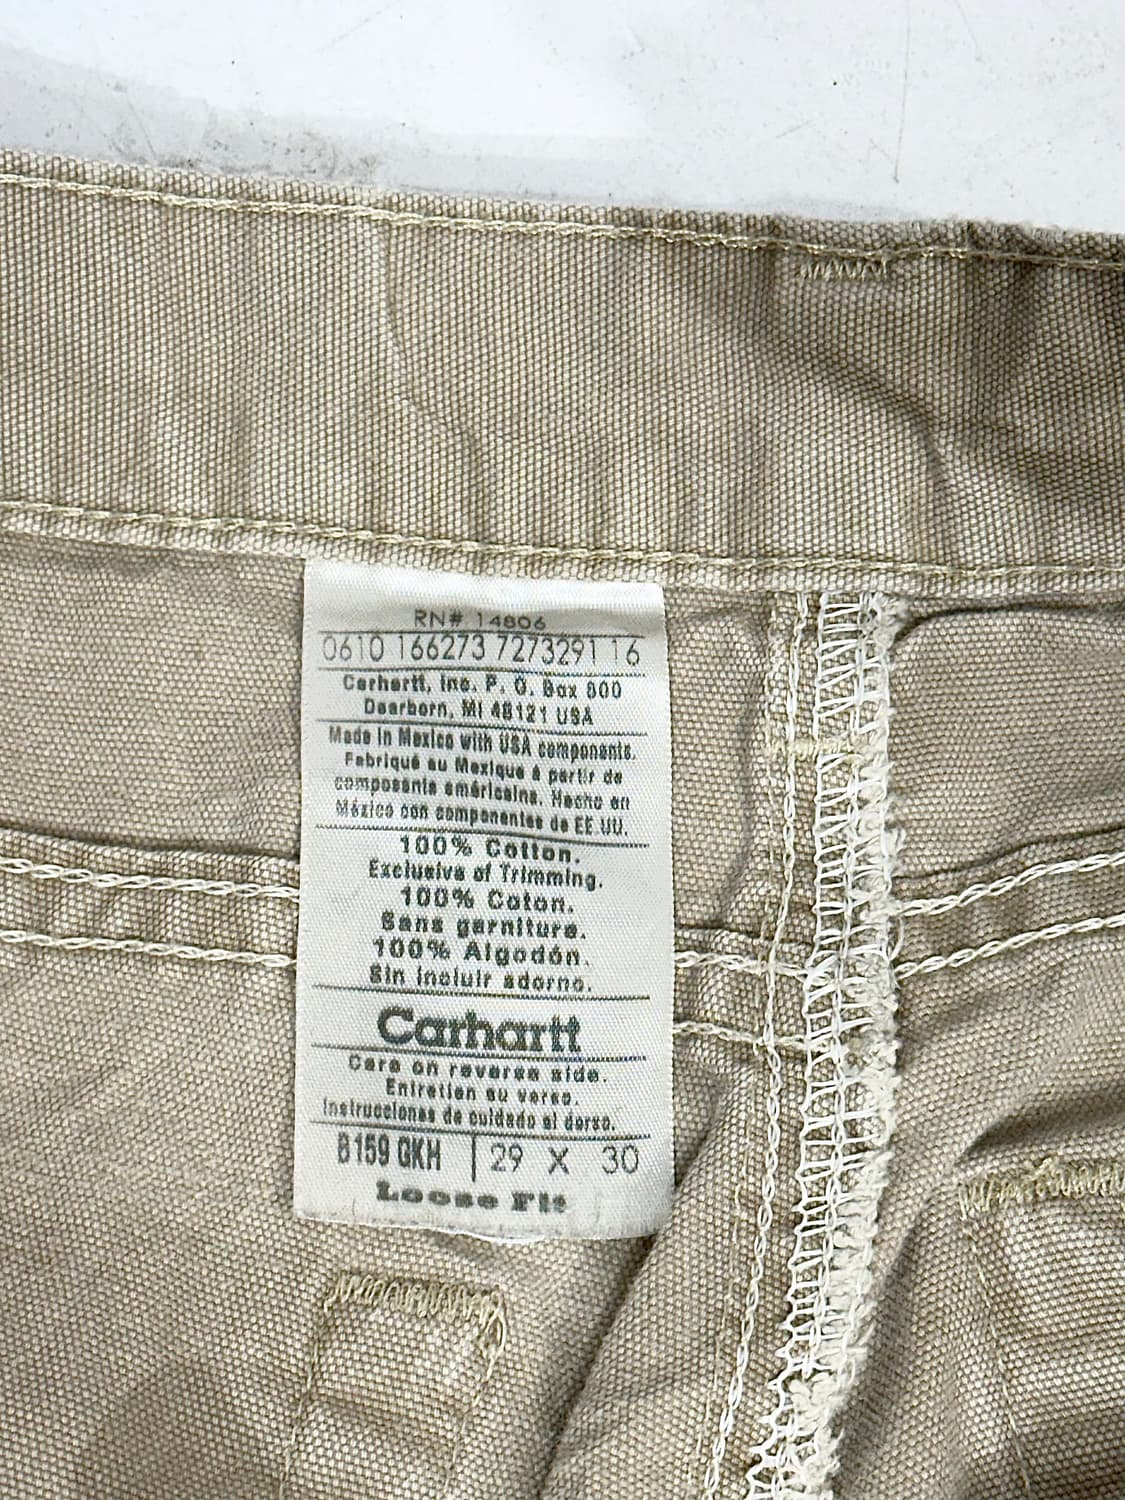 RN# 14806
0610 166273 7273291 16
Carhartt, Inc. P. O. Box 600
Dearborn, MI 48121 USA
Made in Mexico with USA components.
Fabriqué au Mexique à partir de
composants américains. Hecho en
México con componentes de EE.UU.
100% Cotton.
Exclusive of Trimming.
100% Coton.
Sans garniture.
100% Algodón.
Sin incluir adorno.
Carhartt
Care on reverse side.
Entretien au verso.
Instrucciones de cuidado al dorso.
B159 GKH 29 X 30
Loose Fit